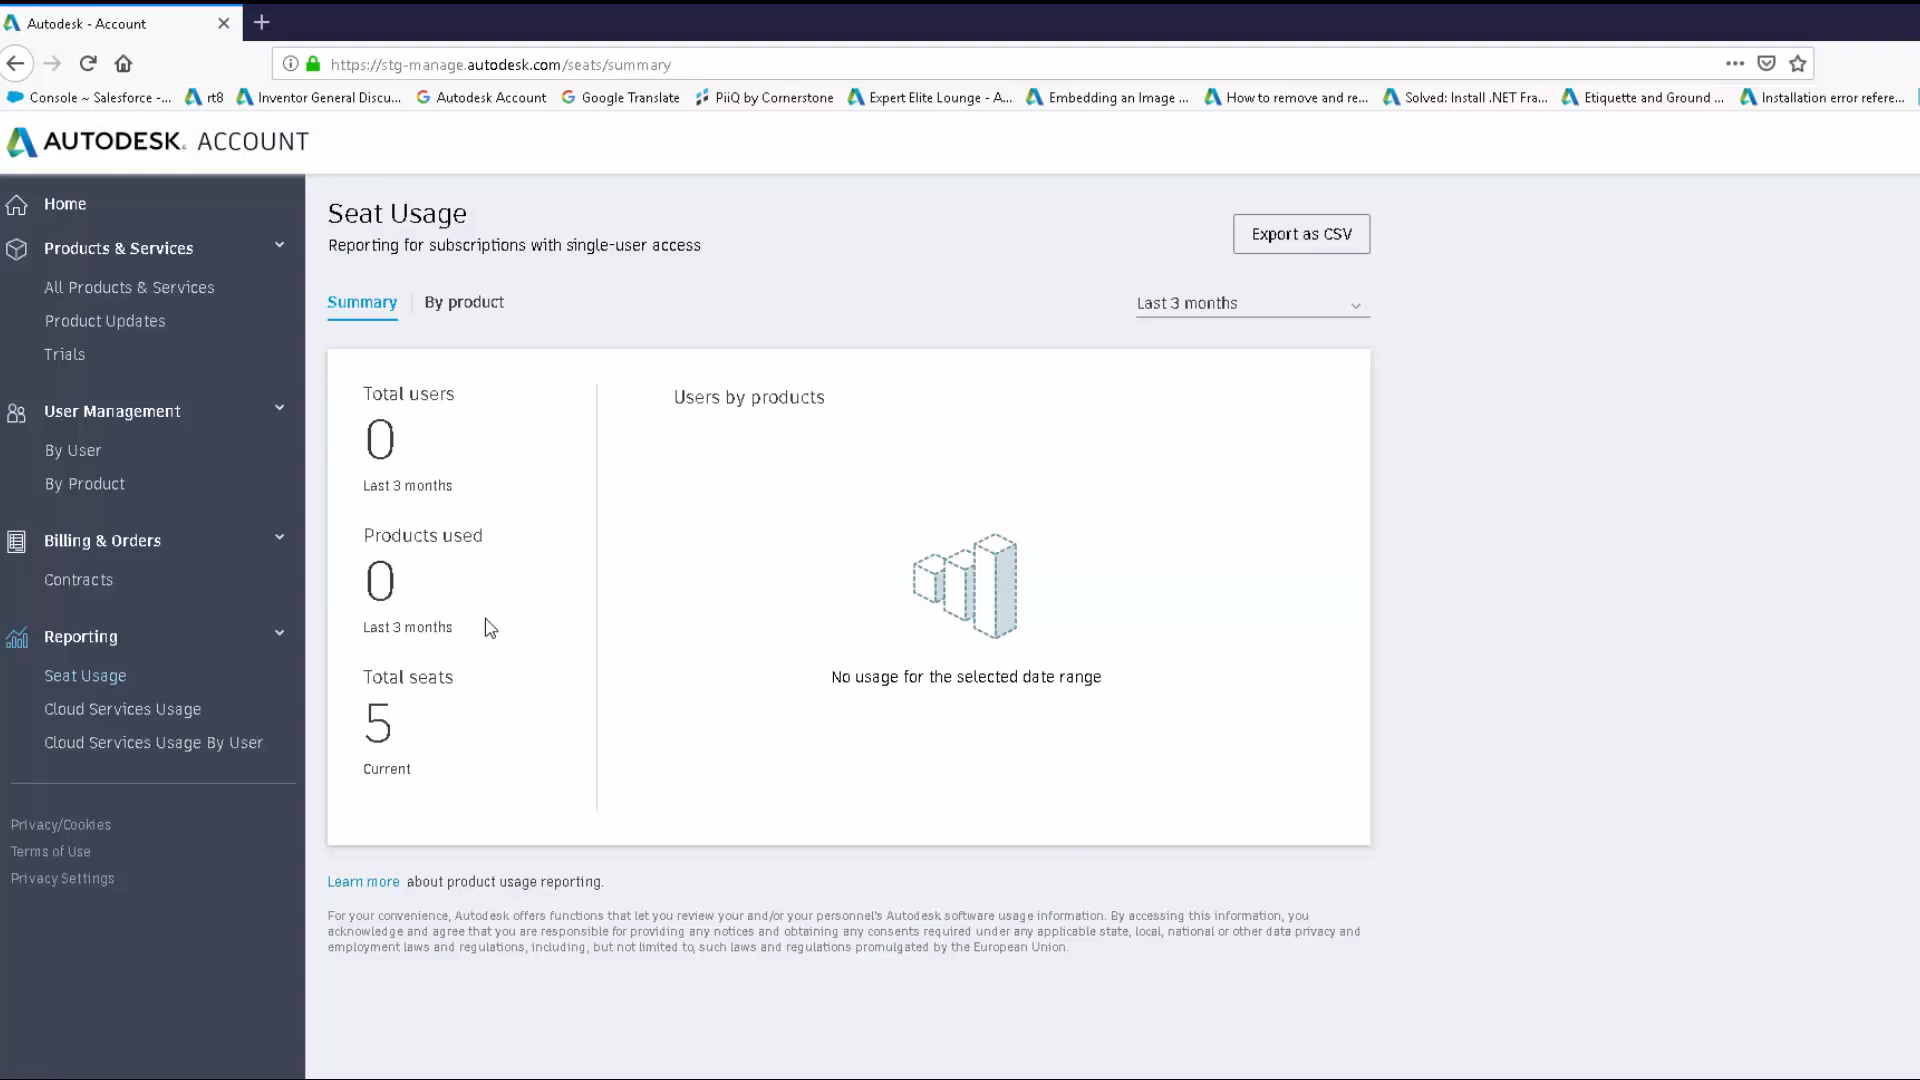 Autodesk - Account
https://stg-manage.autodesk.com/seats/summary
Console ~ Salesforce -...
rt8
Inventor General Discu...
Autodesk Account
Google Translate
PiiQ by Cornerstone
Expert Elite Lounge - A...
Embedding an Image ...
How to remove and re...
Solved: Install .NET Fra...
Etiquette and Ground ...
Installation error refere...
AUTODESK. ACCOUNT
Home
Products & Services
All Products & Services
Product Updates
Trials
User Management
By User
By Product
Billing & Orders
Contracts
Reporting
Seat Usage
Cloud Services Usage
Cloud Services Usage By User
Privacy/Cookies
Terms of Use
Privacy Settings
Seat Usage
Reporting for subscriptions with single-user access
Export as CSV
Summary
By product
Last 3 months
Total users
0
Last 3 months
Products used
0
Last 3 months
Total seats
5
Current
Users by products
No usage for the selected date range
Learn more about product usage reporting.
For your convenience, Autodesk offers functions that let you review your and/or your personnel's Autodesk software usage information. By accessing this information, you
acknowledge and agree that you are responsible for providing any notices and obtaining any consents required under any applicable state, local, national or other data privacy and
employment laws and regulations, including, but not limited to, such laws and regulations promulgated by the European Union.